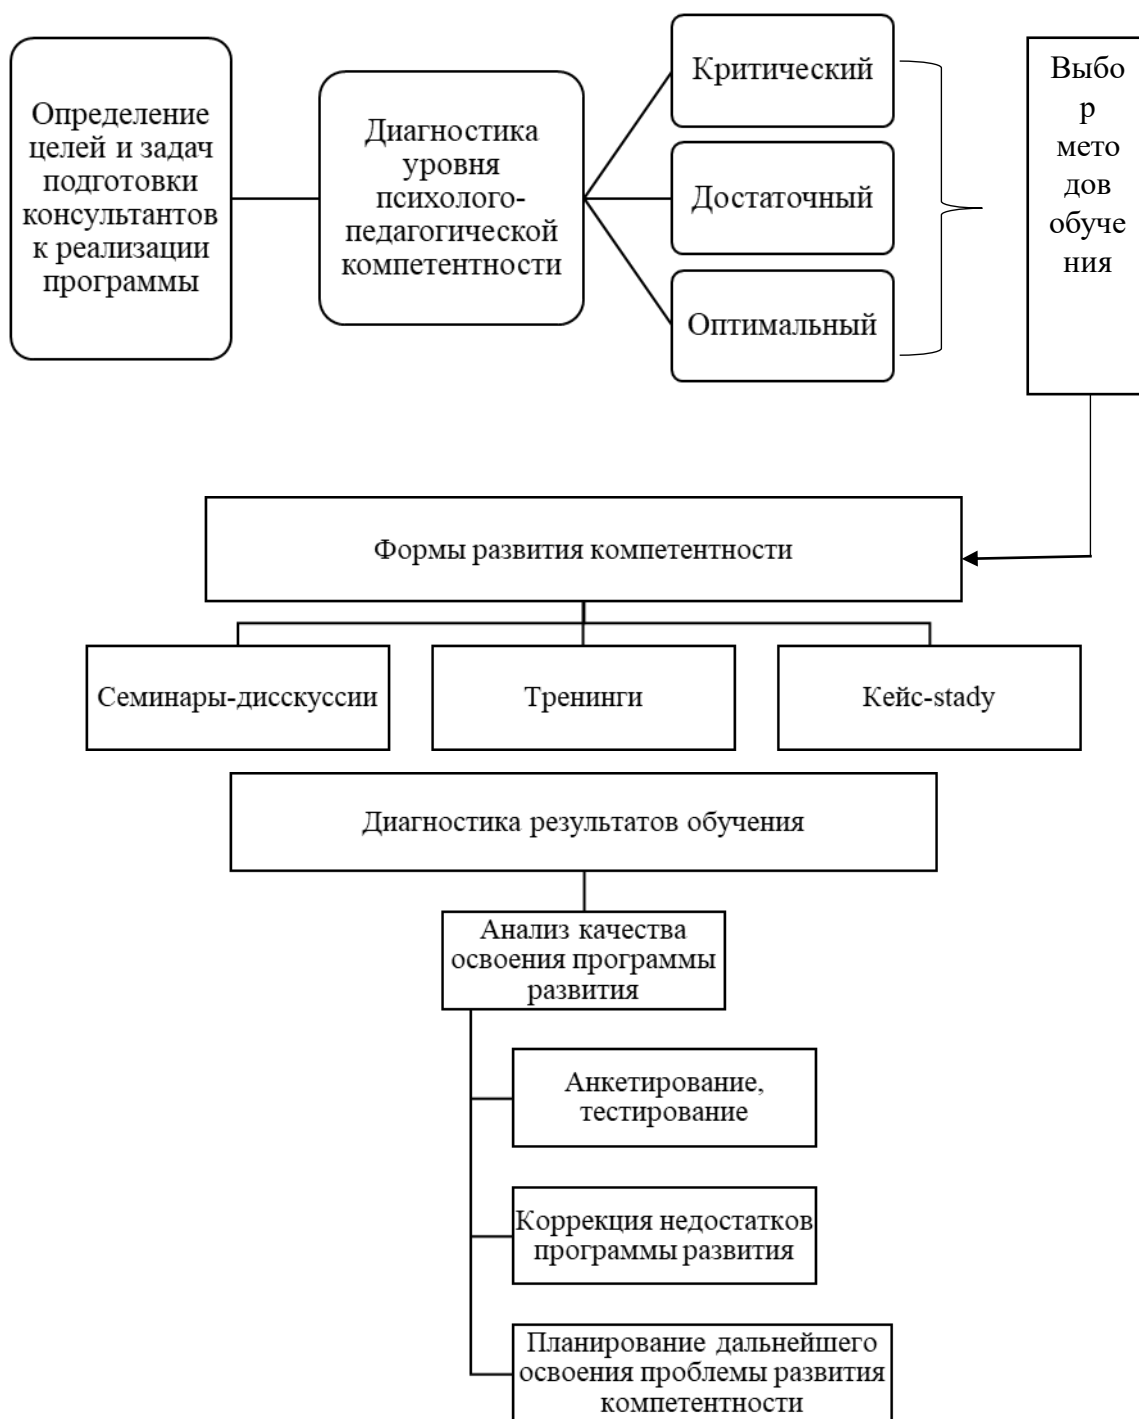 Определение
целей и задач
подготовки
консультантов
к реализации
программы
Диагностика
уровня
психолого-
педагогической
компетентности
Критический
Достаточный
Оптимальный
Выбо
р
мето
дов
обуче
ния
Формы развития компетентности
Семинары-дисскуссии
Тренинги
Кейс-stady
Диагностика результатов обучения
Анализ качества
освоения программы
развития
Анкетирование,
тестирование
Коррекция недостатков
программы развития
Планирование дальнейшего
освоения проблемы развития
компетентности